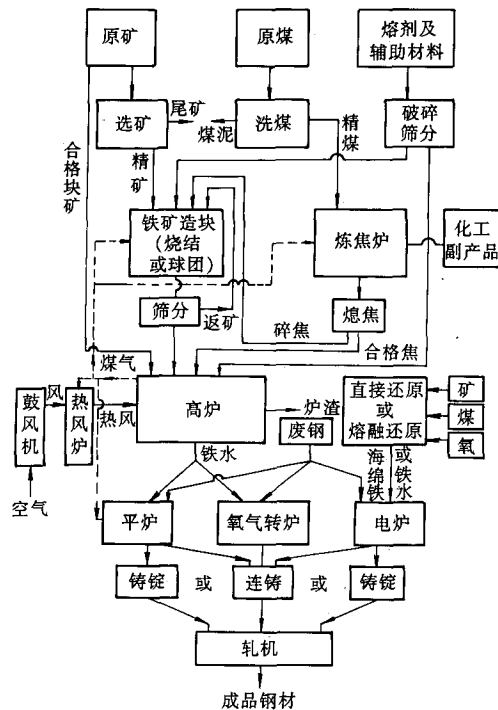 原矿
原煤
熔剂及
辅助材料
选矿
尾矿
煤泥
洗煤
破碎
筛分
合格块矿
精矿
精煤
铁矿造块
(烧结
或球团)
炼焦炉
化工
副产品
筛分
返矿
碎焦
熄焦
合格焦
煤气
鼓风机
风
热风炉
热风
高炉
炉渣
废钢
直接还原
或
熔融还原
矿
煤
氧
空气
铁水
海绵铁
或铁水
平炉
氧气转炉
电炉
铸锭
或
连铸
或
铸锭
轧机
成品钢材